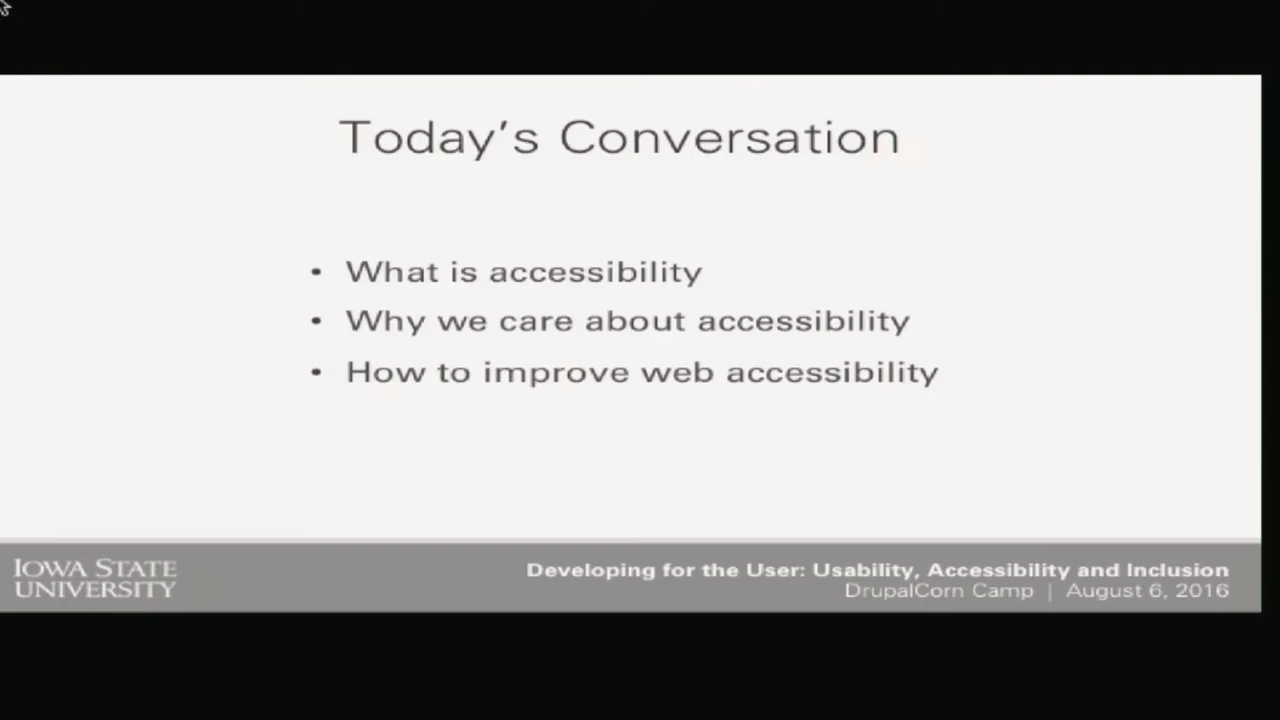 Today's Conversation
• What is accessibility
• Why we care about accessibility
• How to improve web accessibility
IOWA STATE
UNIVERSITY
Developing for the User: Usability, Accessibility and Inclusion
DrupalCorn Camp | August 6, 2016